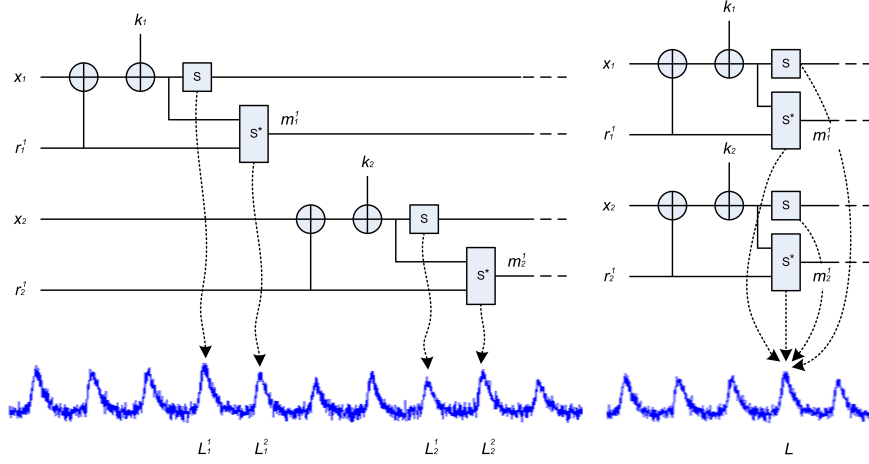 k₁ k₁
x₁ S x₁ S
S* m₁¹ S* m₁¹
r₁¹ r₁¹
k₂ k₂
x₂ S x₂ S
S* m₂¹ S* m₂¹
r₂¹ r₂¹
L₁¹ L₁² L₂¹ L₂² L